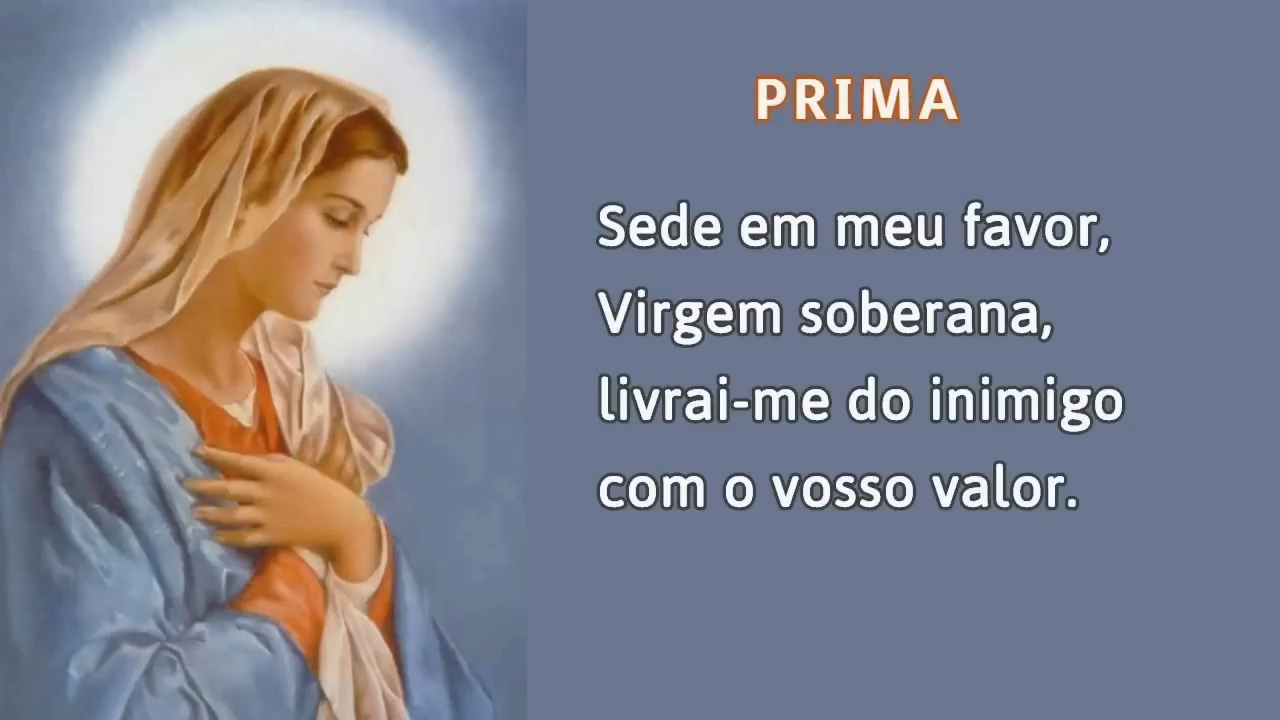 PRIMA
Sede em meu favor,
Virgem soberana,
livrai-me do inimigo
com o vosso valor.